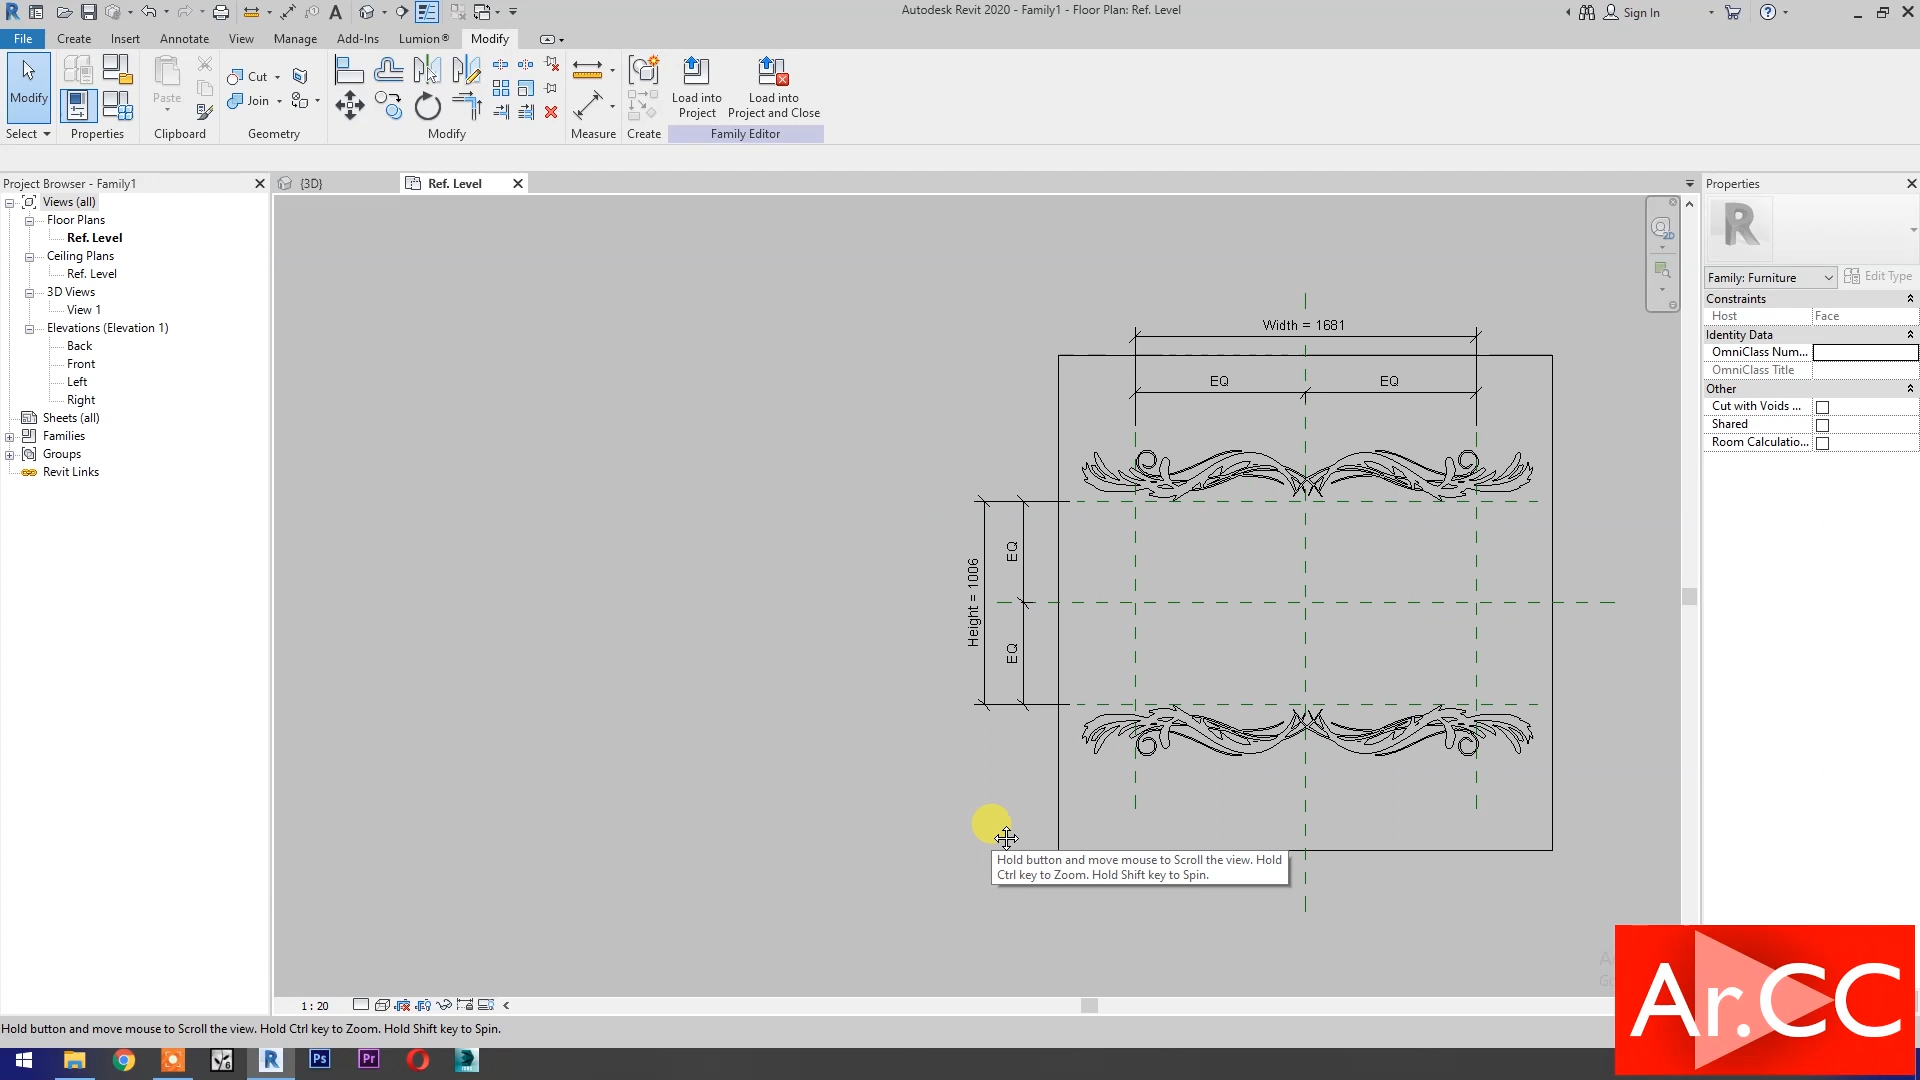 Autodesk Revit 2020 - Family1 - Floor Plan: Ref. Level
Sign In
File Create Insert Annotate View Manage Add-Ins Lumion® Modify
Modify
Paste
Cut
Join
Load into
Project
Load into
Project and Close
Select Properties Clipboard Geometry Modify Measure Create Family Editor
Project Browser - Family1
{3D}
Ref. Level
Properties
Views (all)
Floor Plans
Ref. Level
Ceiling Plans
Ref. Level
3D Views
View 1
Elevations (Elevation 1)
Back
Front
Left
Right
Sheets (all)
Families
Groups
Revit Links
2D
Width = 1681
EQ EQ
Height = 1006
EQ
EQ
Hold button and move mouse to Scroll the view. Hold
Ctrl key to Zoom. Hold Shift key to Spin.
R
Family: Furniture
Edit Type
Constraints
Host Face
Identity Data
OmniClass Num...
OmniClass Title
Other
Cut with Voids ...
Shared
Room Calculatio...
1 : 20
Ar.CC
Hold button and move mouse to Scroll the view. Hold Ctrl key to Zoom. Hold Shift key to Spin.
R Ps Pr